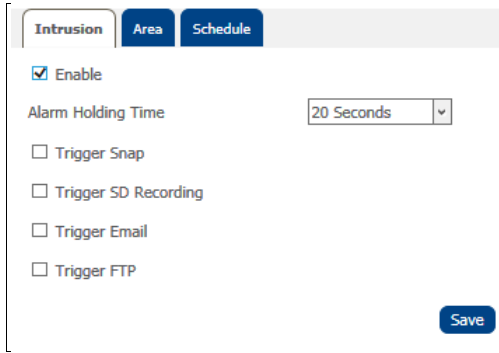 Intrusion Area Schedule
Enable
Alarm Holding Time 20 Seconds
Trigger Snap
Trigger SD Recording
Trigger Email
Trigger FTP
Save